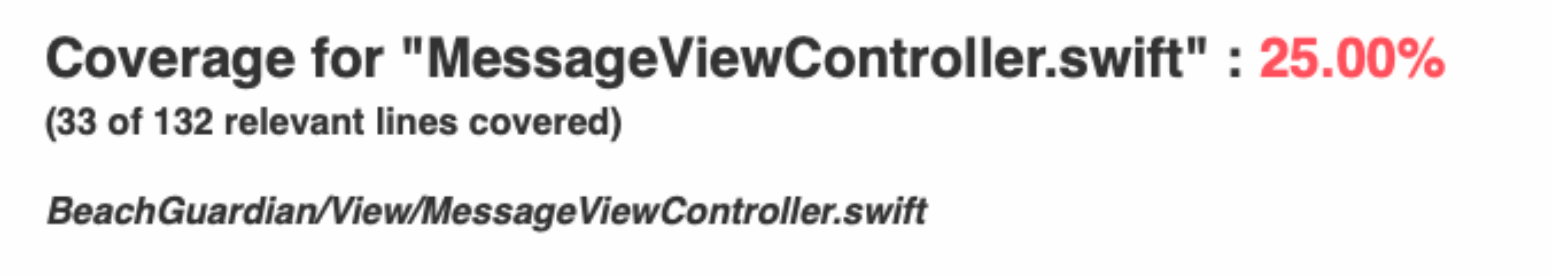 Coverage for "MessageViewController.swift" : 25.00%
(33 of 132 relevant lines covered)
BeachGuardian/View/MessageViewController.swift